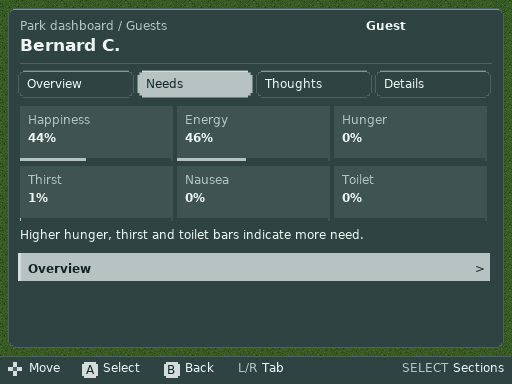 Park dashboard / Guests
Guest
Bernard C.
Overview
Needs
Thoughts
Details
Happiness
Energy
Hunger
44%
46%
0%
Thirst
Nausea
Toilet
1%
0%
0%
Higher hunger, thirst and toilet bars indicate more need.
Overview >
Move A Select B Back L/R Tab SELECT Sections